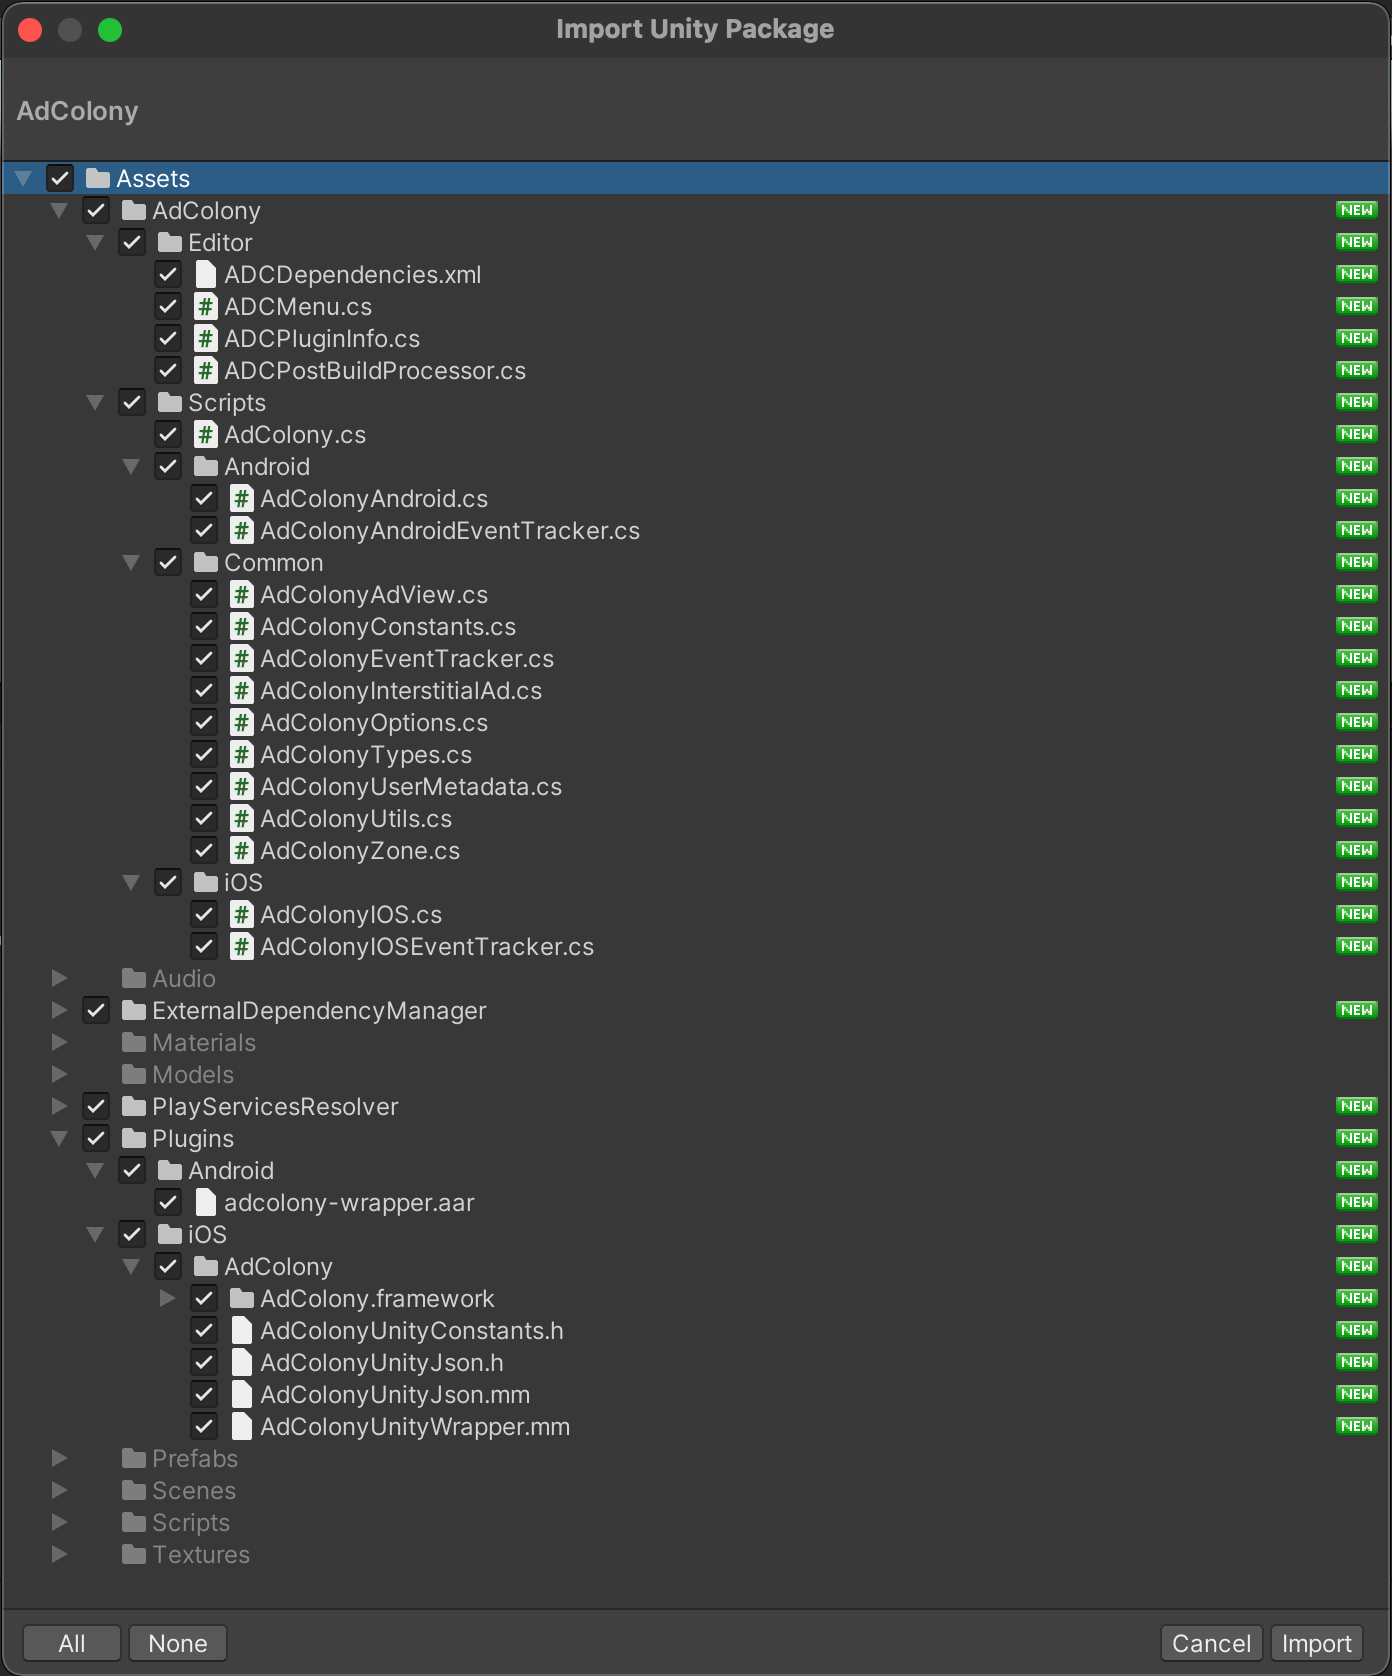 Import Unity Package
AdColony
Assets
AdColony NEW
Editor NEW
ADCDependencies.xml NEW
# ADCMenu.cs NEW
# ADCPluginInfo.cs NEW
# ADCPostBuildProcessor.cs NEW
Scripts NEW
# AdColony.cs NEW
Android NEW
# AdColonyAndroid.cs NEW
# AdColonyAndroidEventTracker.cs NEW
Common NEW
# AdColonyAdView.cs NEW
# AdColonyConstants.cs NEW
# AdColonyEventTracker.cs NEW
# AdColonyInterstitialAd.cs NEW
# AdColonyOptions.cs NEW
# AdColonyTypes.cs NEW
# AdColonyUserMetadata.cs NEW
# AdColonyUtils.cs NEW
# AdColonyZone.cs NEW
iOS NEW
# AdColonyIOS.cs NEW
# AdColonyIOSEventTracker.cs NEW
Audio
ExternalDependencyManager NEW
Materials
Models
PlayServicesResolver NEW
Plugins NEW
Android NEW
adcolony-wrapper.aar NEW
iOS NEW
AdColony NEW
AdColony.framework NEW
AdColonyUnityConstants.h NEW
AdColonyUnityJson.h NEW
AdColonyUnityJson.mm NEW
AdColonyUnityWrapper.mm NEW
Prefabs
Scenes
Scripts
Textures
All None Cancel Import